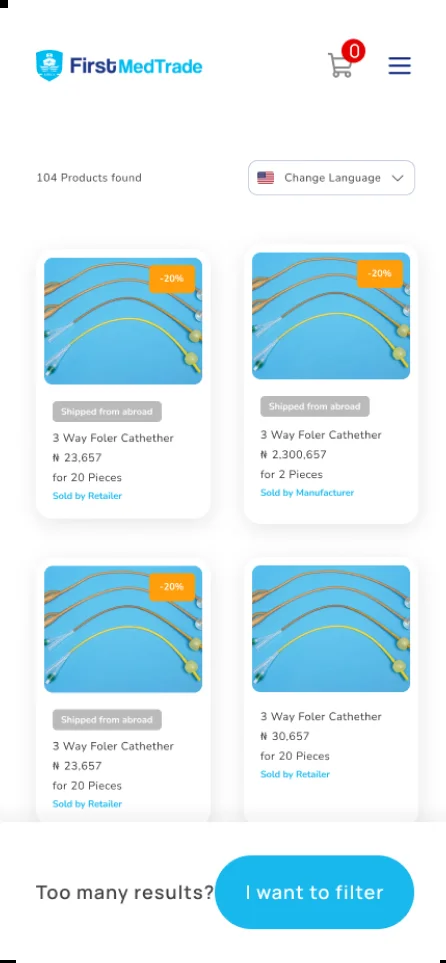 FirstMedTrade
0
104 Products found
Change Language
-20%
Shipped from abroad
3 Way Foler Cathether
₦ 23,657
for 20 Pieces
Sold by Retailer
-20%
Shipped from abroad
3 Way Foler Cathether
₦ 2,300,657
for 2 Pieces
Sold by Manufacturer
-20%
Shipped from abroad
3 Way Foler Cathether
₦ 23,657
for 20 Pieces
Sold by Retailer
3 Way Foler Cathether
₦ 30,657
for 20 Pieces
Sold by Retailer
Too many results?
I want to filter